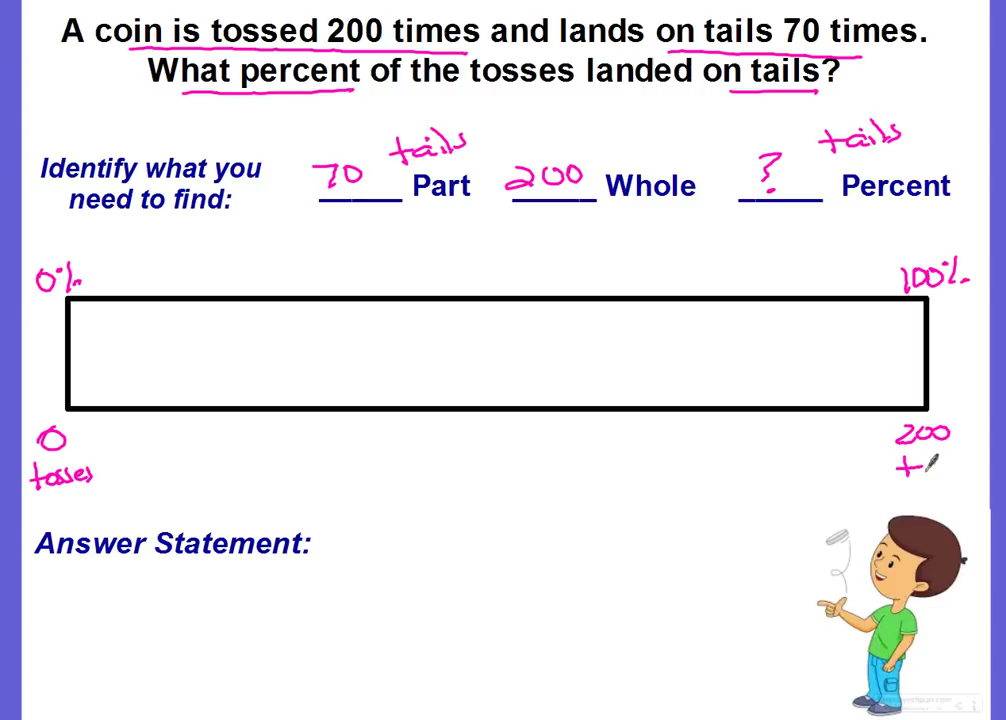 A coin is tossed 200 times and lands on tails 70 times.
What percent of the tosses landed on tails?
tails
tails
Identify what you
need to find:
70 Part 200 Whole ? Percent
0% 100%
0 200
tosses t
Answer Statement: